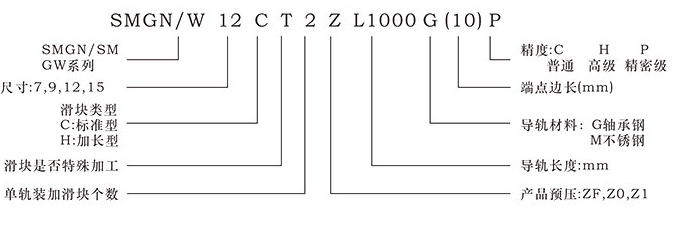 SMGN/W 12 C T 2 Z L1000 G (10) P
SMGN/SM
GW系列
尺寸:7,9,12,15
滑块类型
C:标准型
H:加长型
滑块是否特殊加工
单轨装加滑块个数
精度:C H P
普通 高级 精密级
端点边长(mm)
导轨材料: G轴承钢
M不锈钢
导轨长度:mm
产品预压:ZF,Z0,Z1